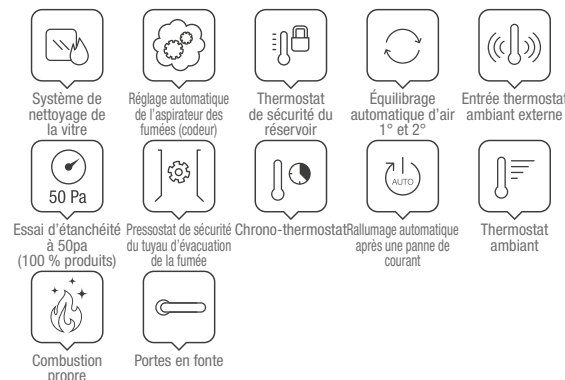 Système de
nettoyage de
la vitre
Réglage automatique
de l'aspirateur des
fumées (codeur)
Thermostat
de sécurité du
réservoir
Équilibrage
automatique d'air
1° et 2°
Entrée thermostat
ambiant externe
50 Pa
Essai d'étanchéité
à 50pa
(100 % produits)
Pressostat de sécurité
du tuyau d'évacuation
de la fumée
Chrono-thermostat
AUTO
Rallumage automatique
après une panne de
courant
Thermostat
ambiant
Combustion
propre
Portes en fonte